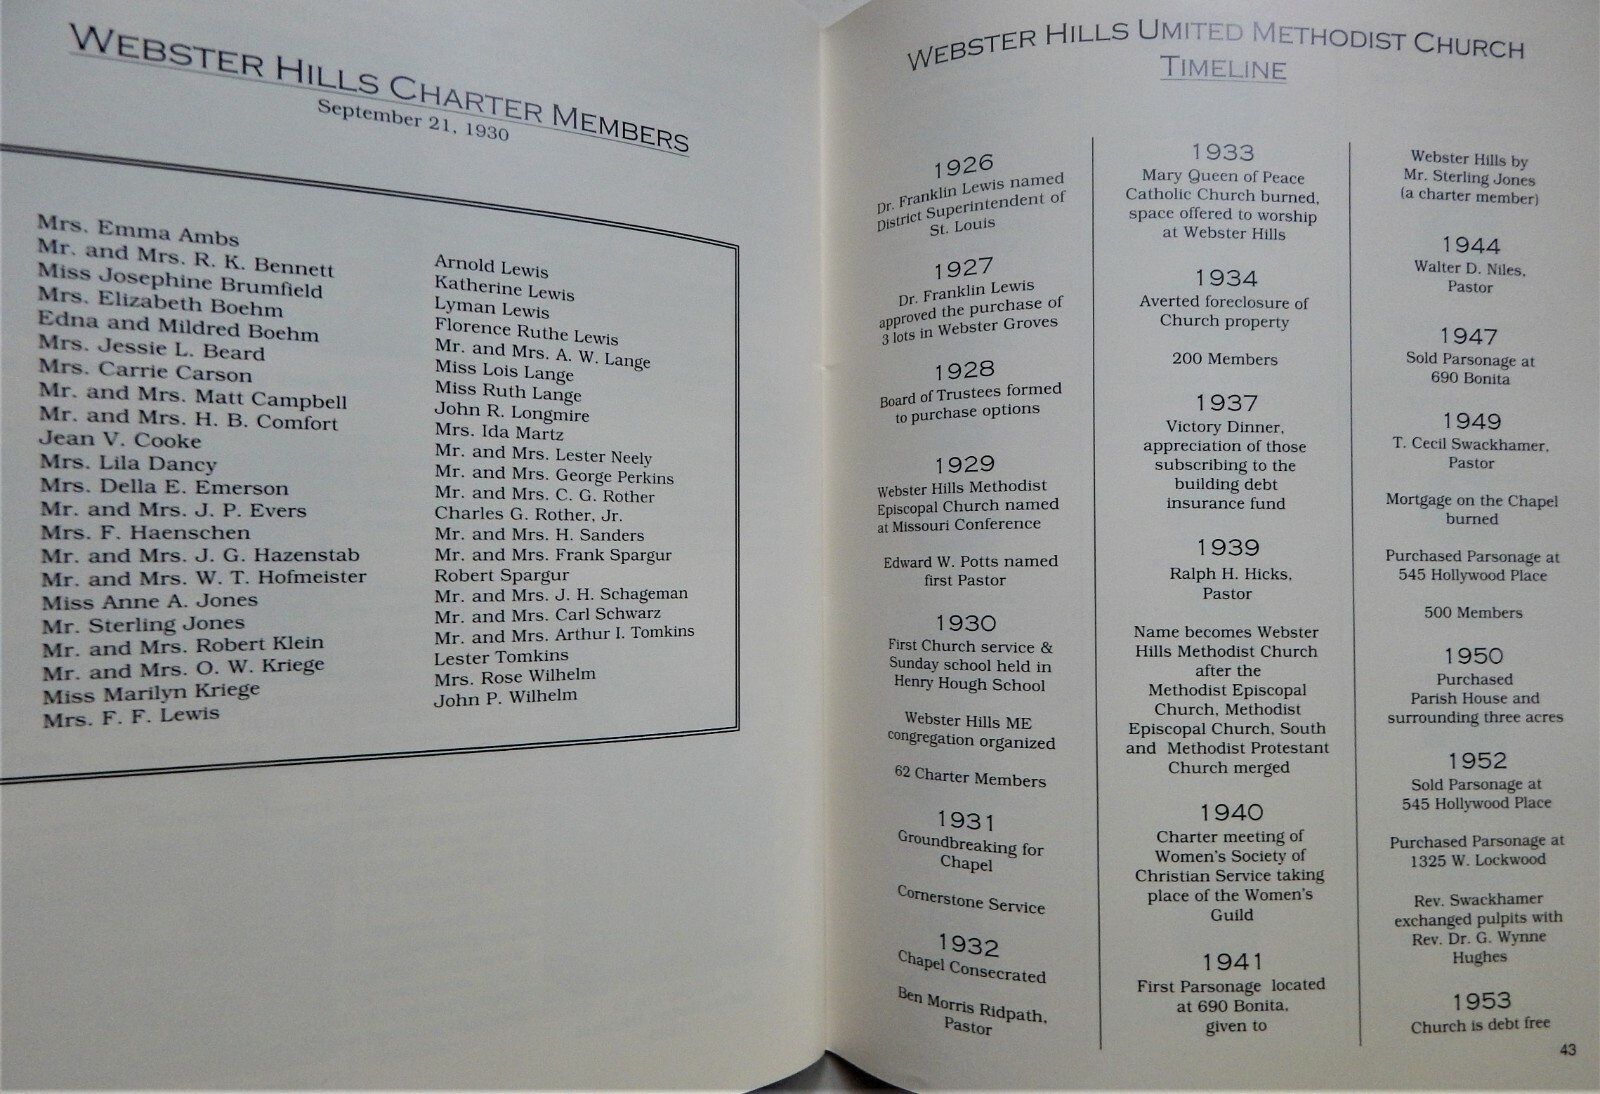 WEBSTER HILLS CHARTER MEMBERS
September 21, 1930
Mrs. Emma Ambs
Mr. and Mrs. R. K. Bennett
Miss Josephine Brumfield
Mrs. Elizabeth Boehm
Edna and Mildred Boehm
Mrs. Jessie L. Beard
Mrs. Carrie Carson
Mr. and Mrs. Matt Campbell
Mr. and Mrs. H. B. Comfort
Jean V. Cooke
Mrs. Lila Dancy
Mrs. Della E. Emerson
Mr. and Mrs. J. P. Evers
Mrs. F. Haenschen
Mr. and Mrs. J. G. Hazenstab
Mr. and Mrs. W. T. Hofmeister
Miss Anne A. Jones
Mr. Sterling Jones
Mr. and Mrs. Robert Klein
Mr. and Mrs. O. W. Kriege
Miss Marilyn Kriege
Mrs. F. F. Lewis
Arnold Lewis
Katherine Lewis
Lyman Lewis
Florence Ruthe Lewis
Mr. and Mrs. A. W. Lange
Miss Lois Lange
Miss Ruth Lange
John R. Longmire
Mrs. Ida Martz
Mr. and Mrs. Lester Neely
Mr. and Mrs. George Perkins
Mr. and Mrs. C. G. Rother
Charles G. Rother, Jr.
Mr. and Mrs. H. Sanders
Mr. and Mrs. Frank Spargur
Robert Spargur
Mr. and Mrs. J. H. Schageman
Mr. and Mrs. Carl Schwarz
Mr. and Mrs. Arthur I. Tomkins
Lester Tomkins
Mrs. Rose Wilhelm
John P. Wilhelm
WEBSTER HILLS UMITED METHODIST CHURCH
TIMELINE
1926
Dr. Franklin Lewis named
District Superintendent of
St. Louis
1927
Dr. Franklin Lewis
approved the purchase of
3 lots in Webster Groves
1928
Board of Trustees formed
to purchase options
1929
Webster Hills Methodist
Episcopal Church named
at Missouri Conference
Edward W. Potts named
first Pastor
1930
First Church service &
Sunday school held in
Henry Hough School
Webster Hills ME
congregation organized
62 Charter Members
1931
Groundbreaking for
Chapel
Cornerstone Service
1932
Chapel Consecrated
Ben Morris Ridpath,
Pastor
1933
Mary Queen of Peace
Catholic Church burned,
space offered to worship
at Webster Hills
1934
Averted foreclosure of
Church property
200 Members
1937
Victory Dinner,
appreciation of those
subscribing to the
building debt
insurance fund
1939
Ralph H. Hicks,
Pastor
Name becomes Webster
Hills Methodist Church
after the
Methodist Episcopal
Church, Methodist
Episcopal Church, South
and Methodist Protestant
Church merged
1940
Charter meeting of
Women's Society of
Christian Service taking
place of the Women's
Guild
1941
First Parsonage located
at 690 Bonita,
given to
Webster Hills by
Mr. Sterling Jones
(a charter member)
1944
Walter D. Niles,
Pastor
1947
Sold Parsonage at
690 Bonita
1949
T. Cecil Swackhamer,
Pastor
Mortgage on the Chapel
burned
Purchased Parsonage at
545 Hollywood Place
500 Members
1950
Purchased
Parish House and
surrounding three acres
1952
Sold Parsonage at
545 Hollywood Place
Purchased Parsonage at
1325 W. Lockwood
Rev. Swackhamer
exchanged pulpits with
Rev. Dr. G. Wynne
Hughes
1953
Church is debt free
43